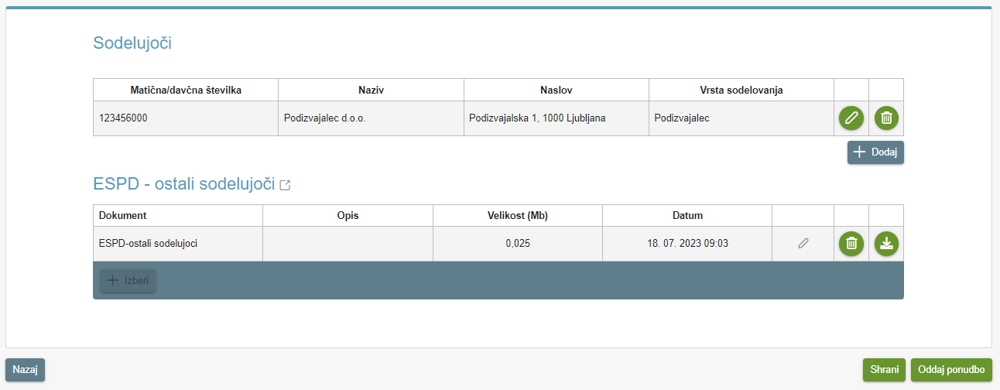 Sodelujoči
Matična/davčna številka Naziv Naslov Vrsta sodelovanja
123456000 Podizvajalec d.o.o. Podizvajalska 1, 1000 Ljubljana Podizvajalec
Dodaj
ESPD - ostali sodelujoči
Dokument Opis Velikost (Mb) Datum
ESPD-ostali sodelujoci 0,025 18. 07. 2023 09:03
Izberi
Nazaj Shrani Oddaj ponudbo